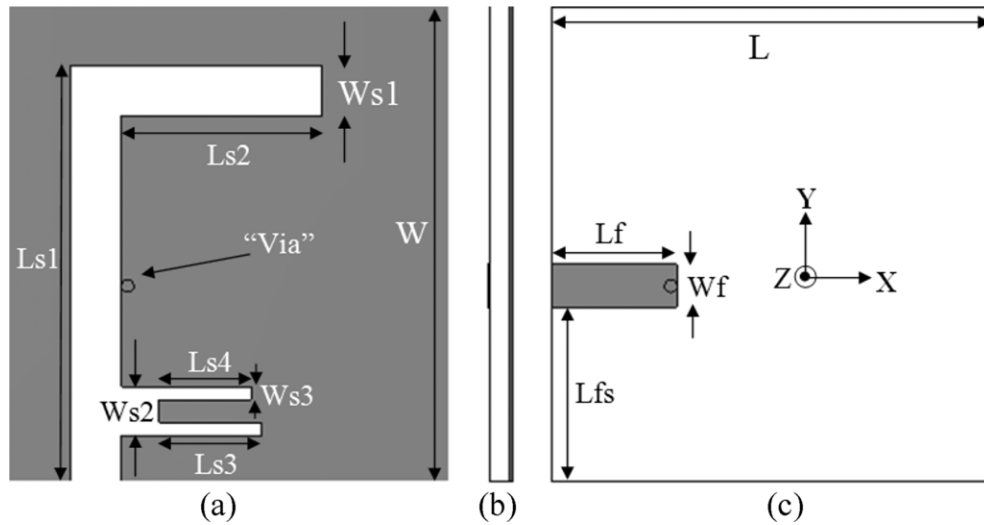 Ws1
Ls2
Ls1
“Via”
W
Ls4
Ws2
Ws3
Ls3
(a)
(b)
L
Y
Lf
Wf
Z
X
Lfs
(c)